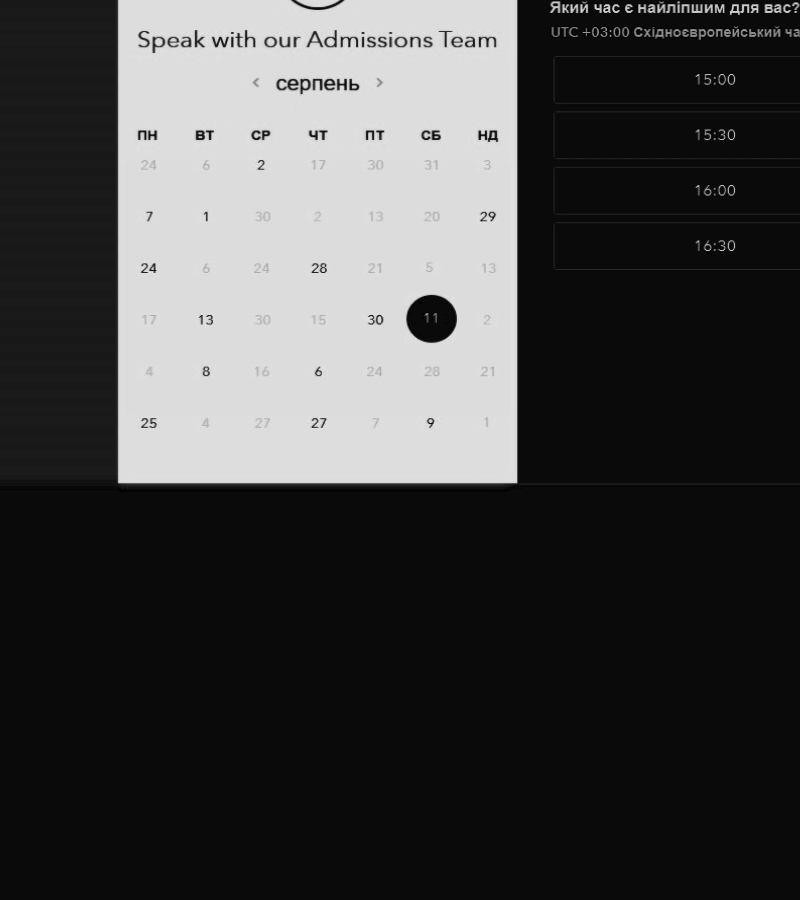 Speak with our Admissions Team
серпень
ПН ВТ СР ЧТ ПТ СБ НД
24 6 2 17 30 31 3
7 1 30 2 13 20 29
24 6 24 28 21 5 13
17 13 30 15 30 11 2
4 8 16 6 24 28 21
25 4 27 27 7 9 1
Який час є найліпшим для вас?
UTC +03:00 Східноєвропейський ча
15:00
15:30
16:00
16:30